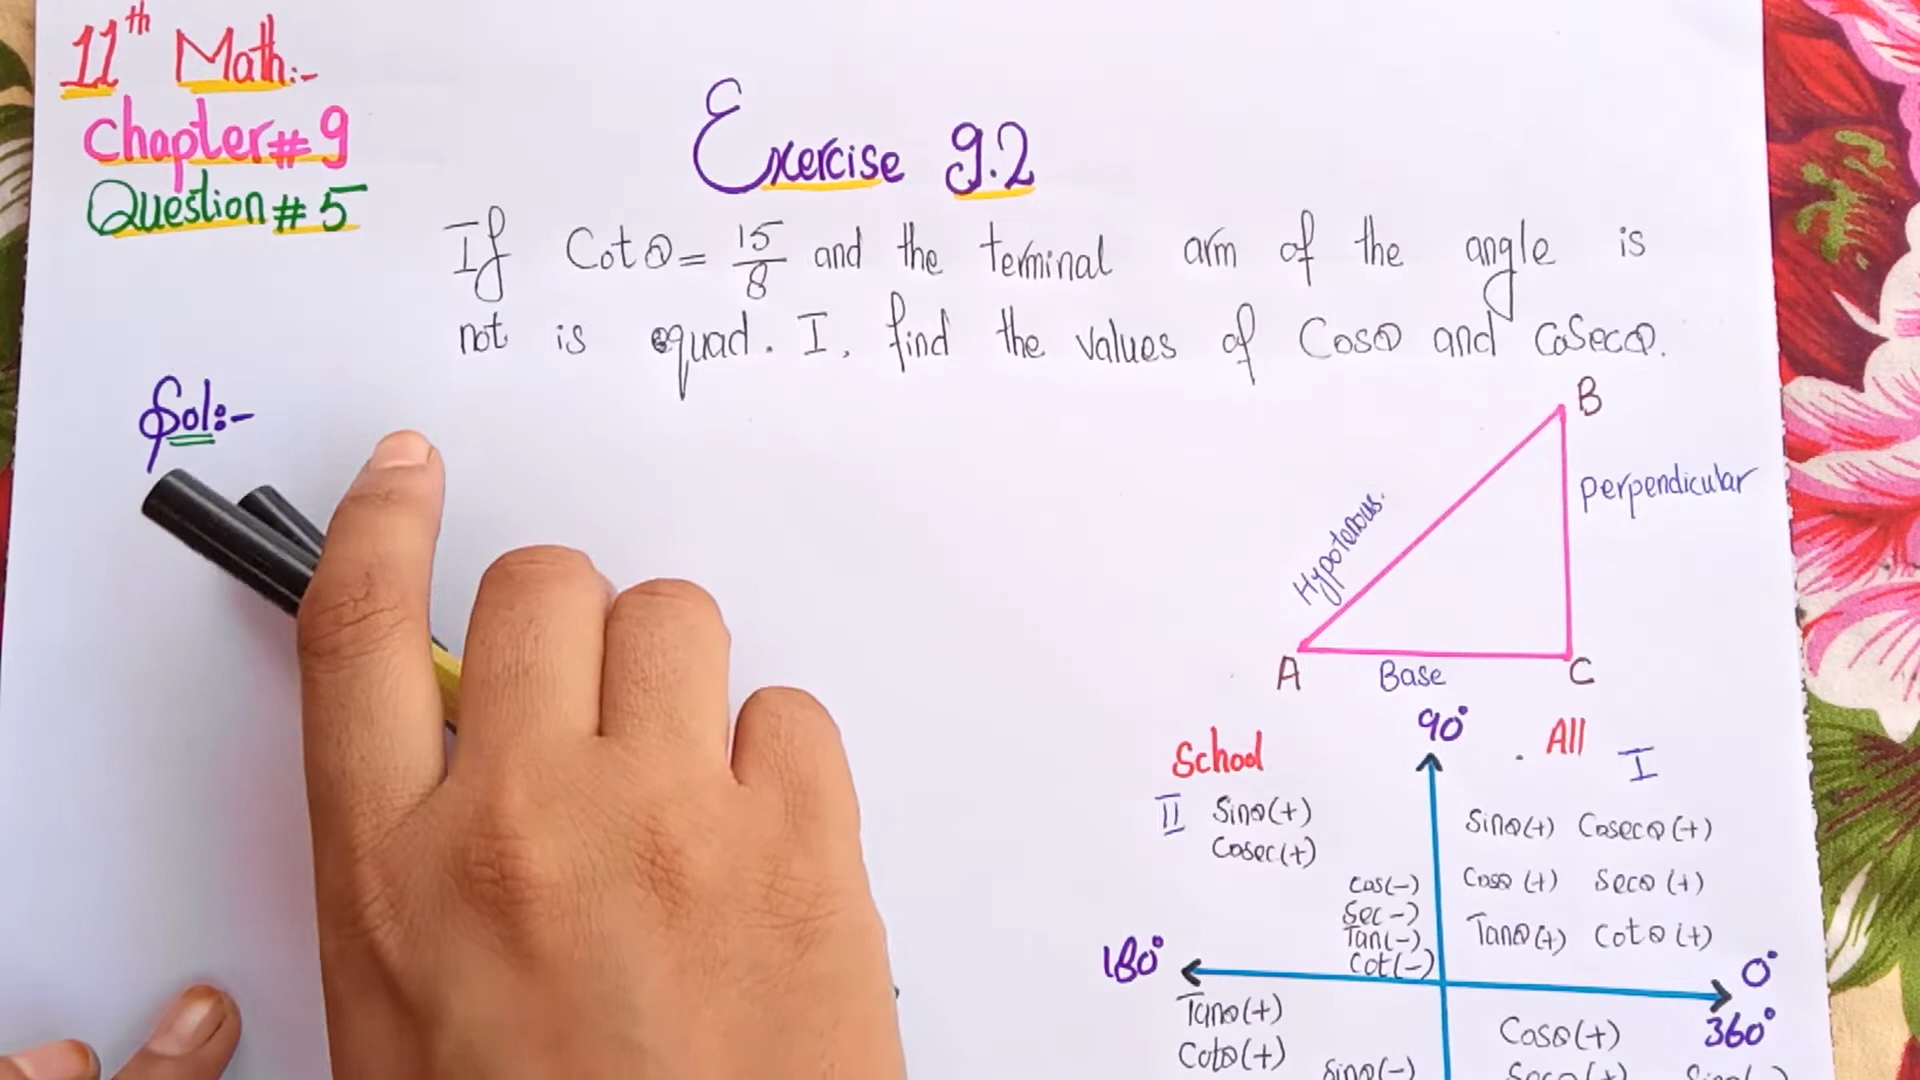 11th Math:-
Chapter# 9
Question# 5
Exercise 9.2
If Cotθ = 15/8 and the terminal arm of the angle is
not is quad. I, find the values of Cosθ and Cosecθ.
Sol:-
B
Perpendicular
Hypotenous.
A Base C
90°
School
. All I
II Sinθ(+)
Cosec(+)
Sinθ(+) Cosecθ(+)
Cosθ (+) Secθ (+)
Tanθ(+) Cotθ(+)
Cos(-)
Sec -)
Tan(-)
Cot(-)
180°
0°
360°
Tanθ(+)
Cotθ(+)
Sinθ(-)
Cosθ(+)
Secθ(+)